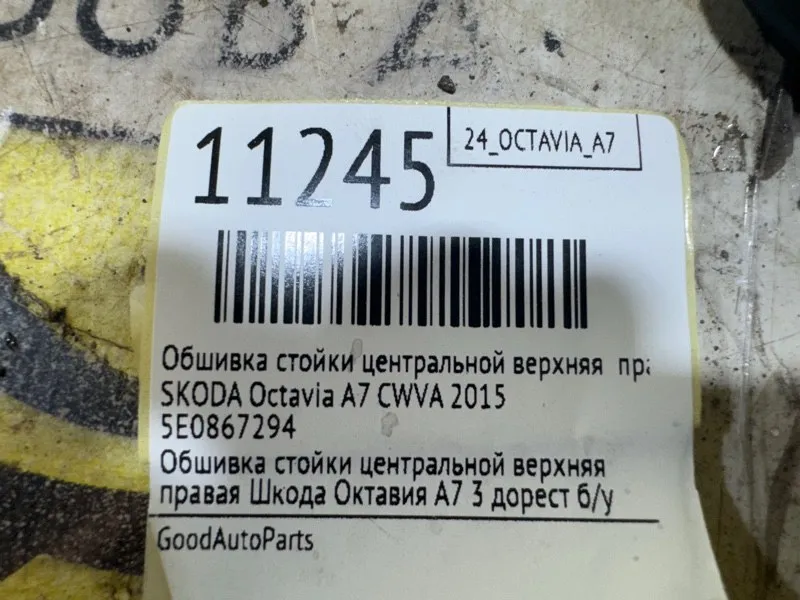 11245
24_OCTAVIA_A7
Обшивка стойки центральной верхняя пра
SKODA Octavia A7 CWVA 2015
5E0867294
Обшивка стойки центральной верхняя
правая Шкода Октавия А7 3 дорест б/у
GoodAutoParts